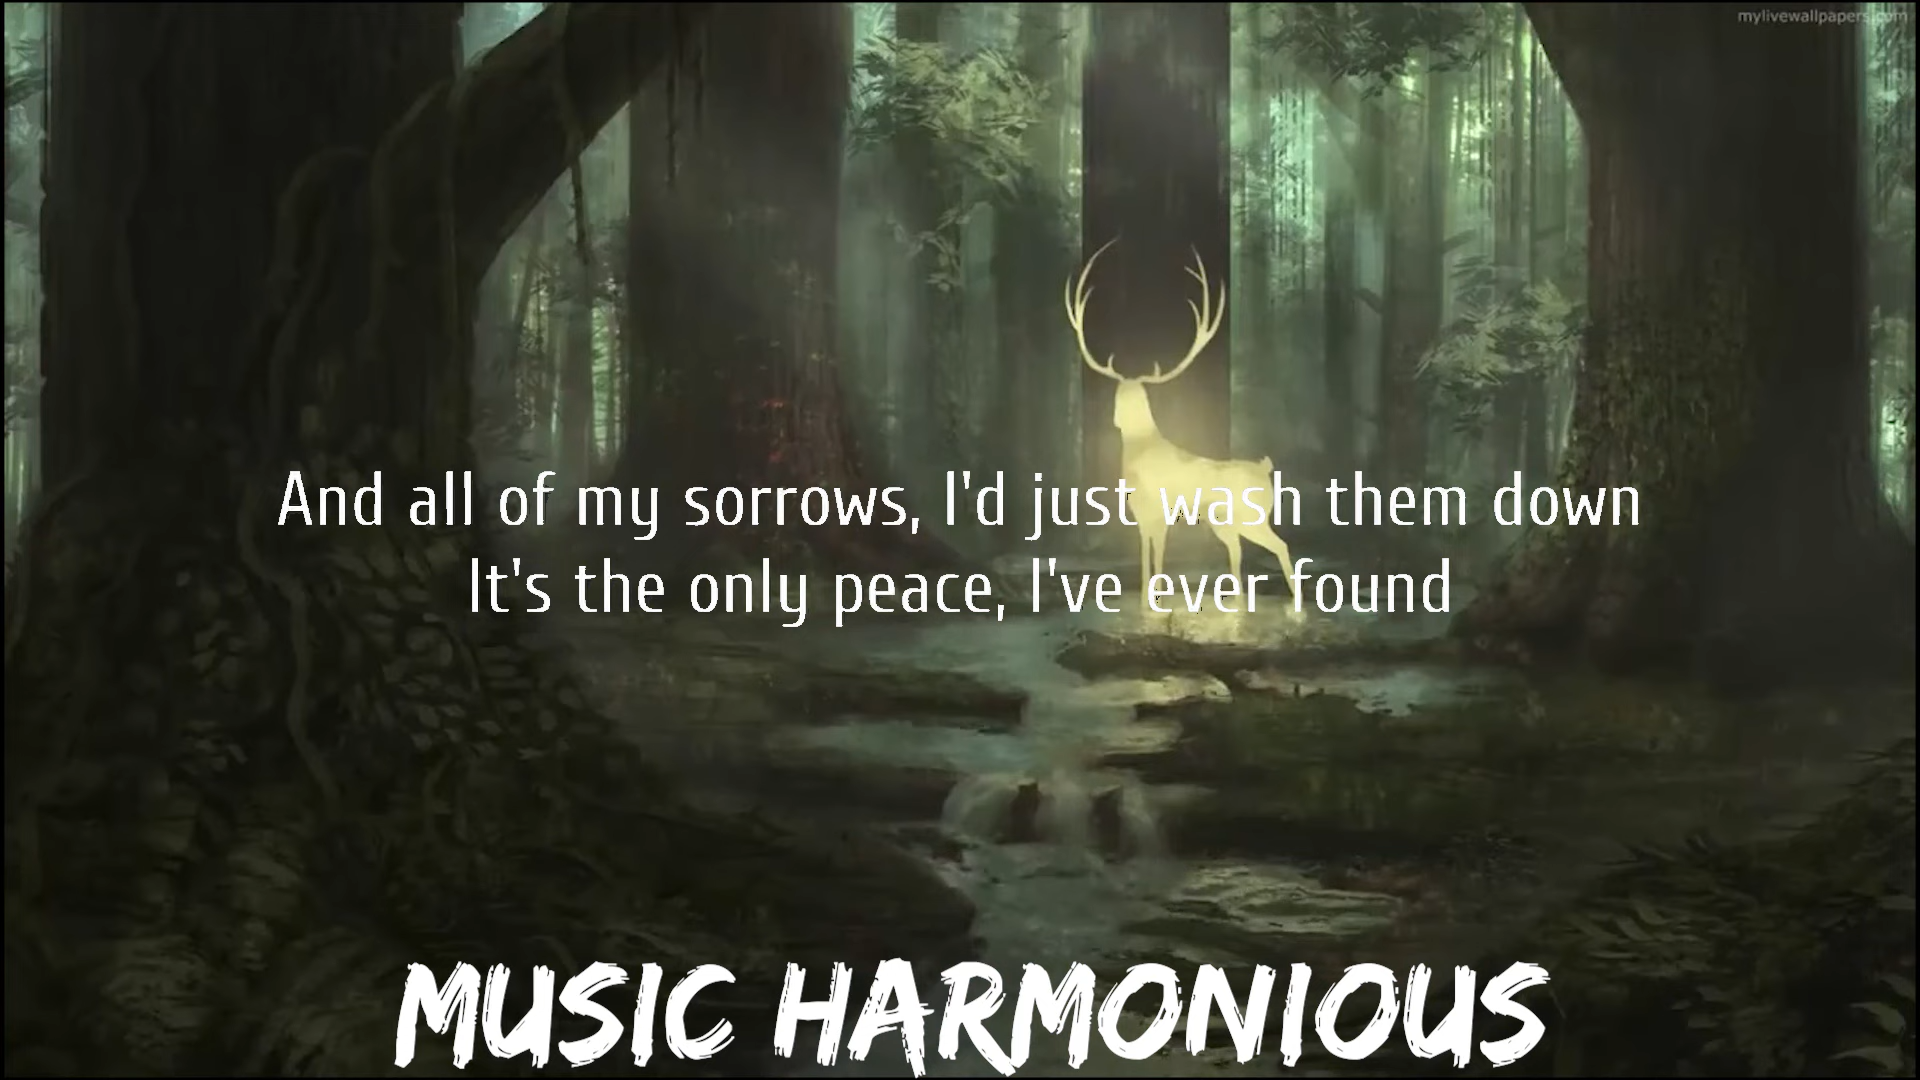 mylivewallpapers.com
And all of my sorrows, I'd just wash them down
It's the only peace, I've ever found
MUSIC HARMONIOUS